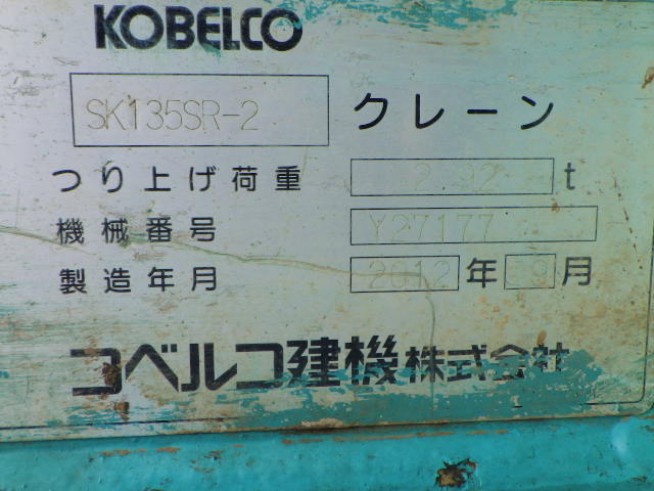 KOBELCO
SK135SR-2 クレーン
つり上げ荷重 2.92 t
機械番号 Y27177
製造年月 2012 年 9 月
コベルコ建機株式会社